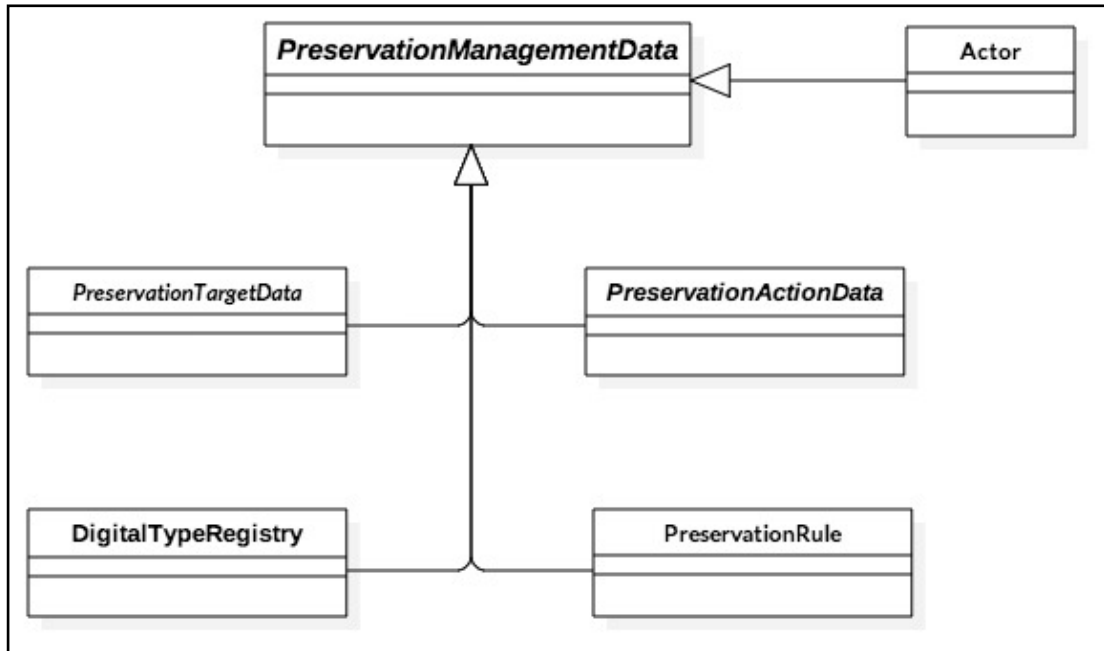 PreservationManagementData
Actor
PreservationTargetData
PreservationActionData
DigitalTypeRegistry
PreservationRule